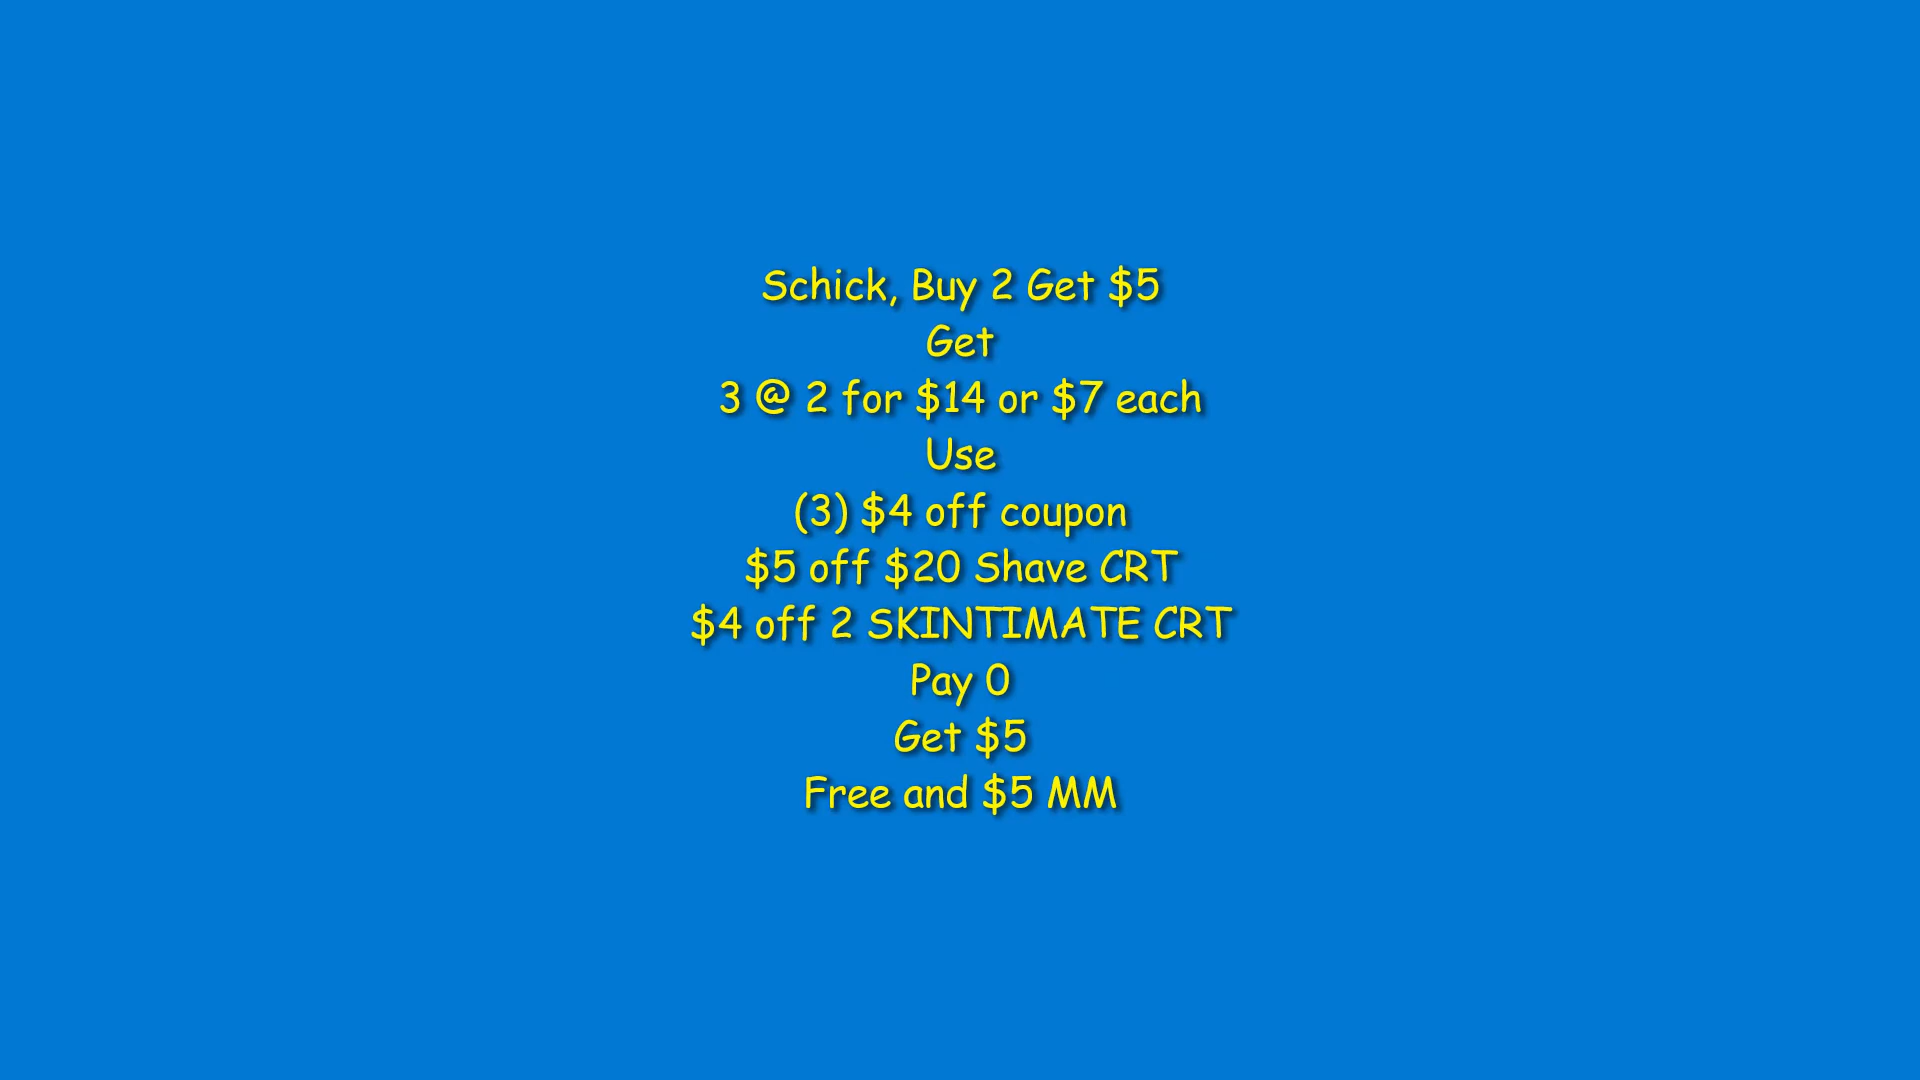 Schick, Buy 2 Get $5
Get
3 @ 2 for $14 or $7 each
Use
(3) $4 off coupon
$5 off $20 Shave CRT
$4 off 2 SKINTIMATE CRT
Pay 0
Get $5
Free and $5 MM